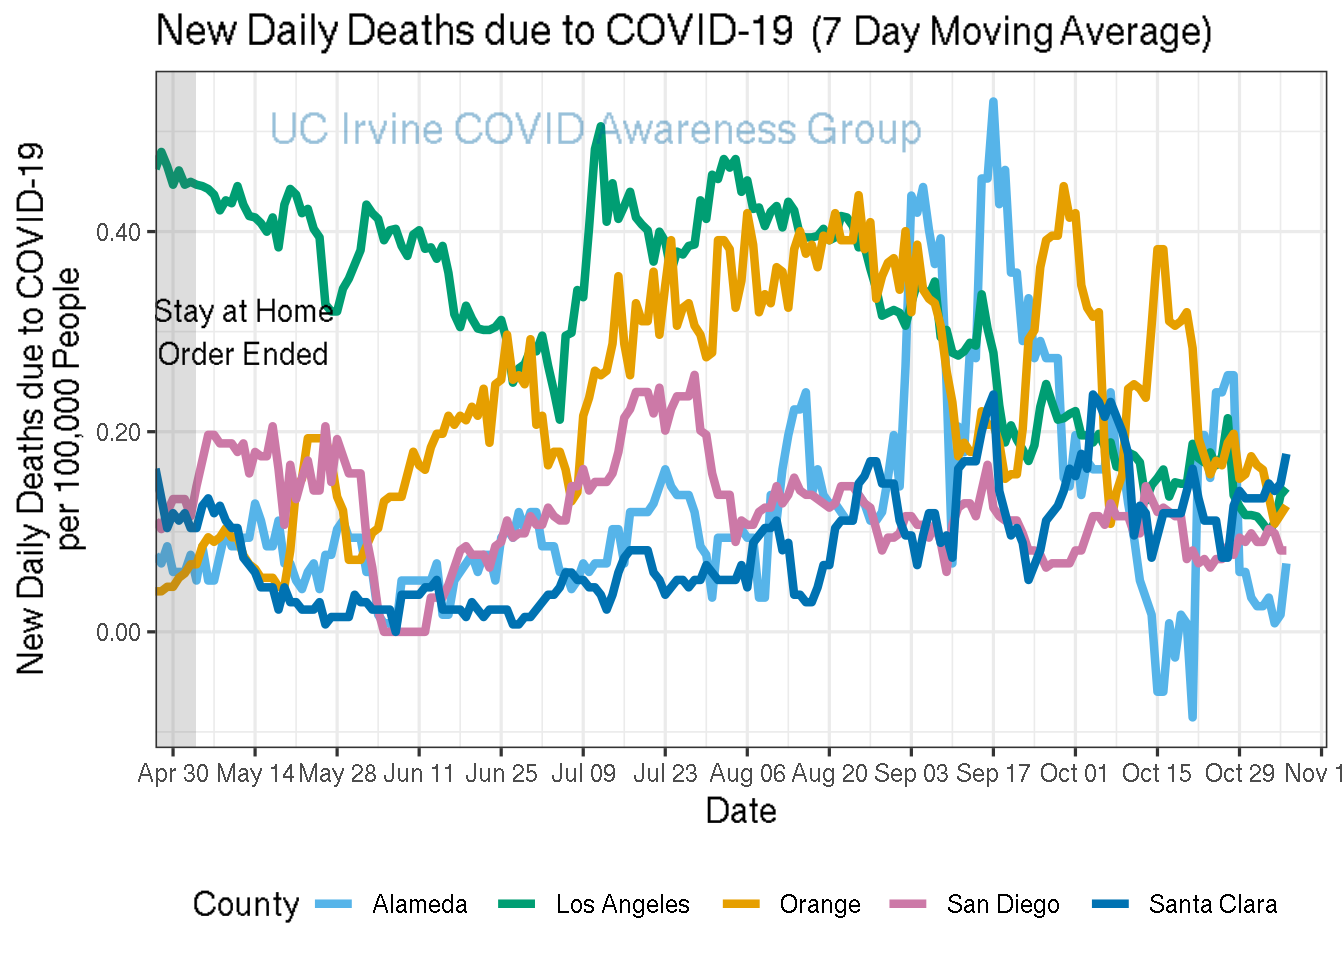 New Daily Deaths due to COVID-19 (7 Day Moving Average)
UC Irvine COVID Awareness Group
New Daily Deaths due to COVID-19
per 100,000 People
0.40
0.20
0.00
Stay at Home
Order Ended
Apr 30 May 14 May 28 Jun 11 Jun 25 Jul 09 Jul 23 Aug 06 Aug 20 Sep 03 Sep 17 Oct 01 Oct 15 Oct 29 Nov 1
Date
County Alameda Los Angeles Orange San Diego Santa Clara